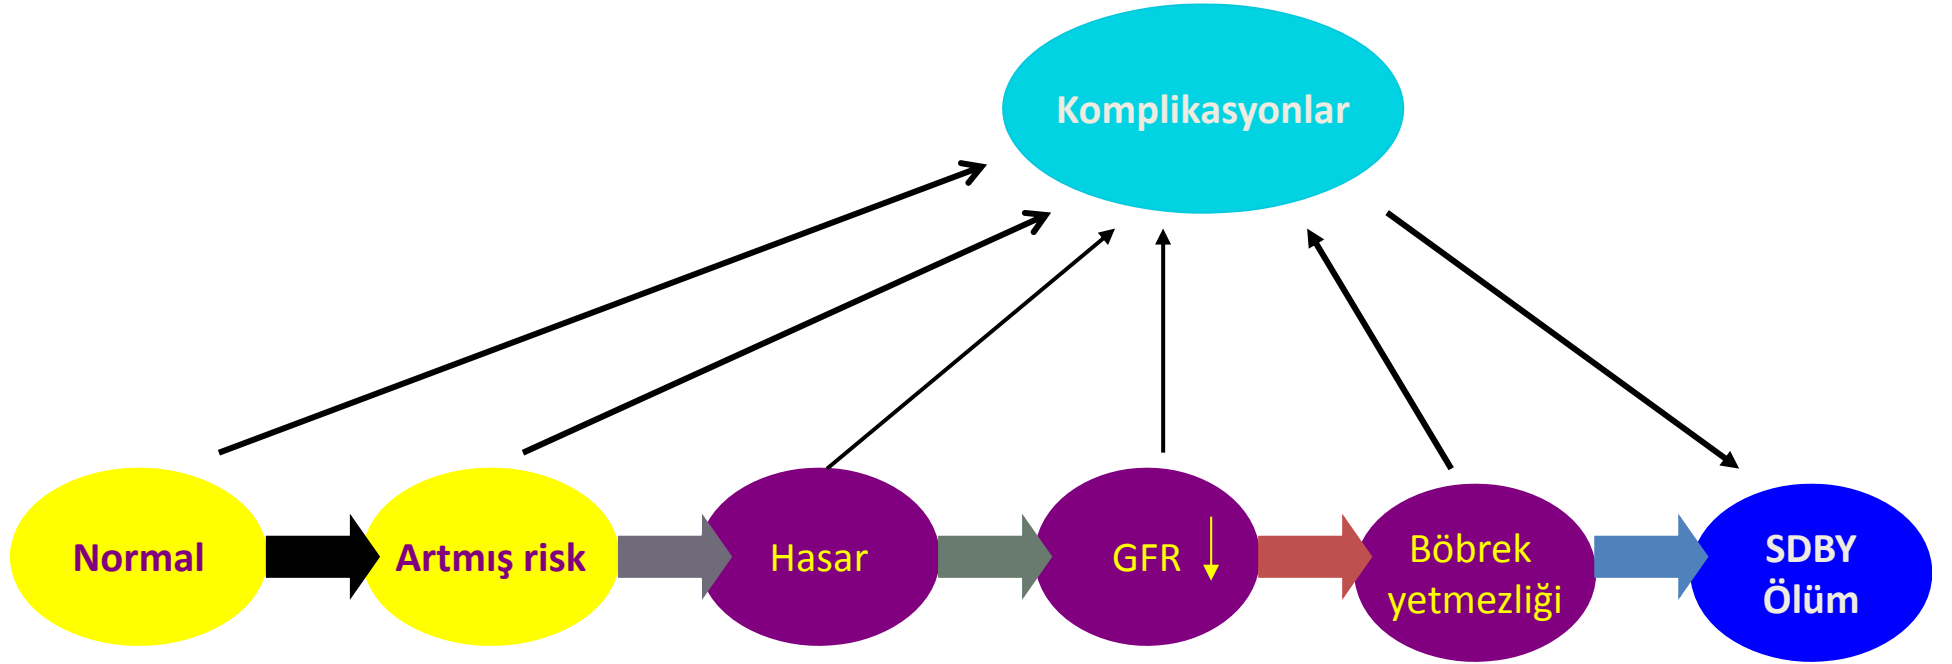 Komplikasyonlar
Normal
Artmış risk
Hasar
GFR
Böbrek
yetmezliği
SDBY
Ölüm